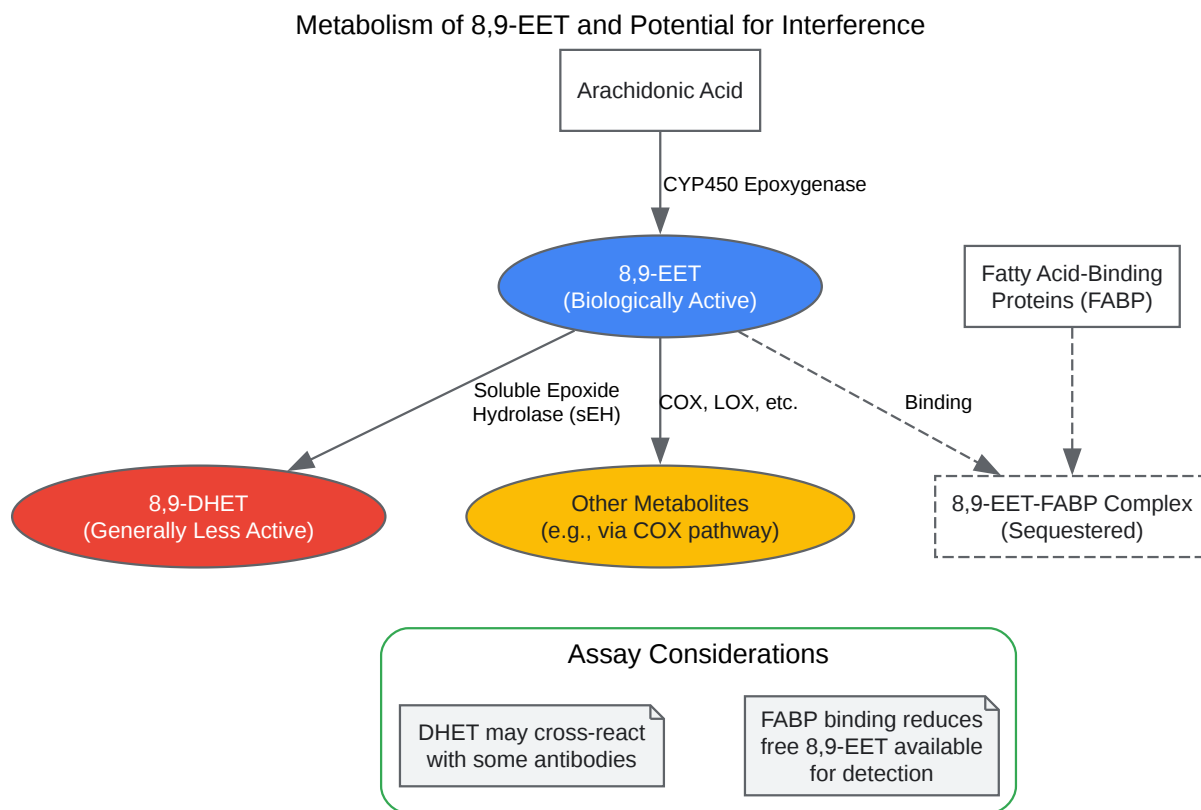 Metabolism of 8,9-EET and Potential for Interference
Arachidonic Acid
CYP450 Epoxygenase
8,9-EET
(Biologically Active)
Fatty Acid-Binding
Proteins (FABP)
Soluble Epoxide
Hydrolase (sEH)
COX, LOX, etc.
Binding
8,9-DHET
(Generally Less Active)
Other Metabolites
(e.g., via COX pathway)
8,9-EET-FABP Complex
(Sequestered)
Assay Considerations
DHET may cross-react
with some antibodies
FABP binding reduces
free 8,9-EET available
for detection